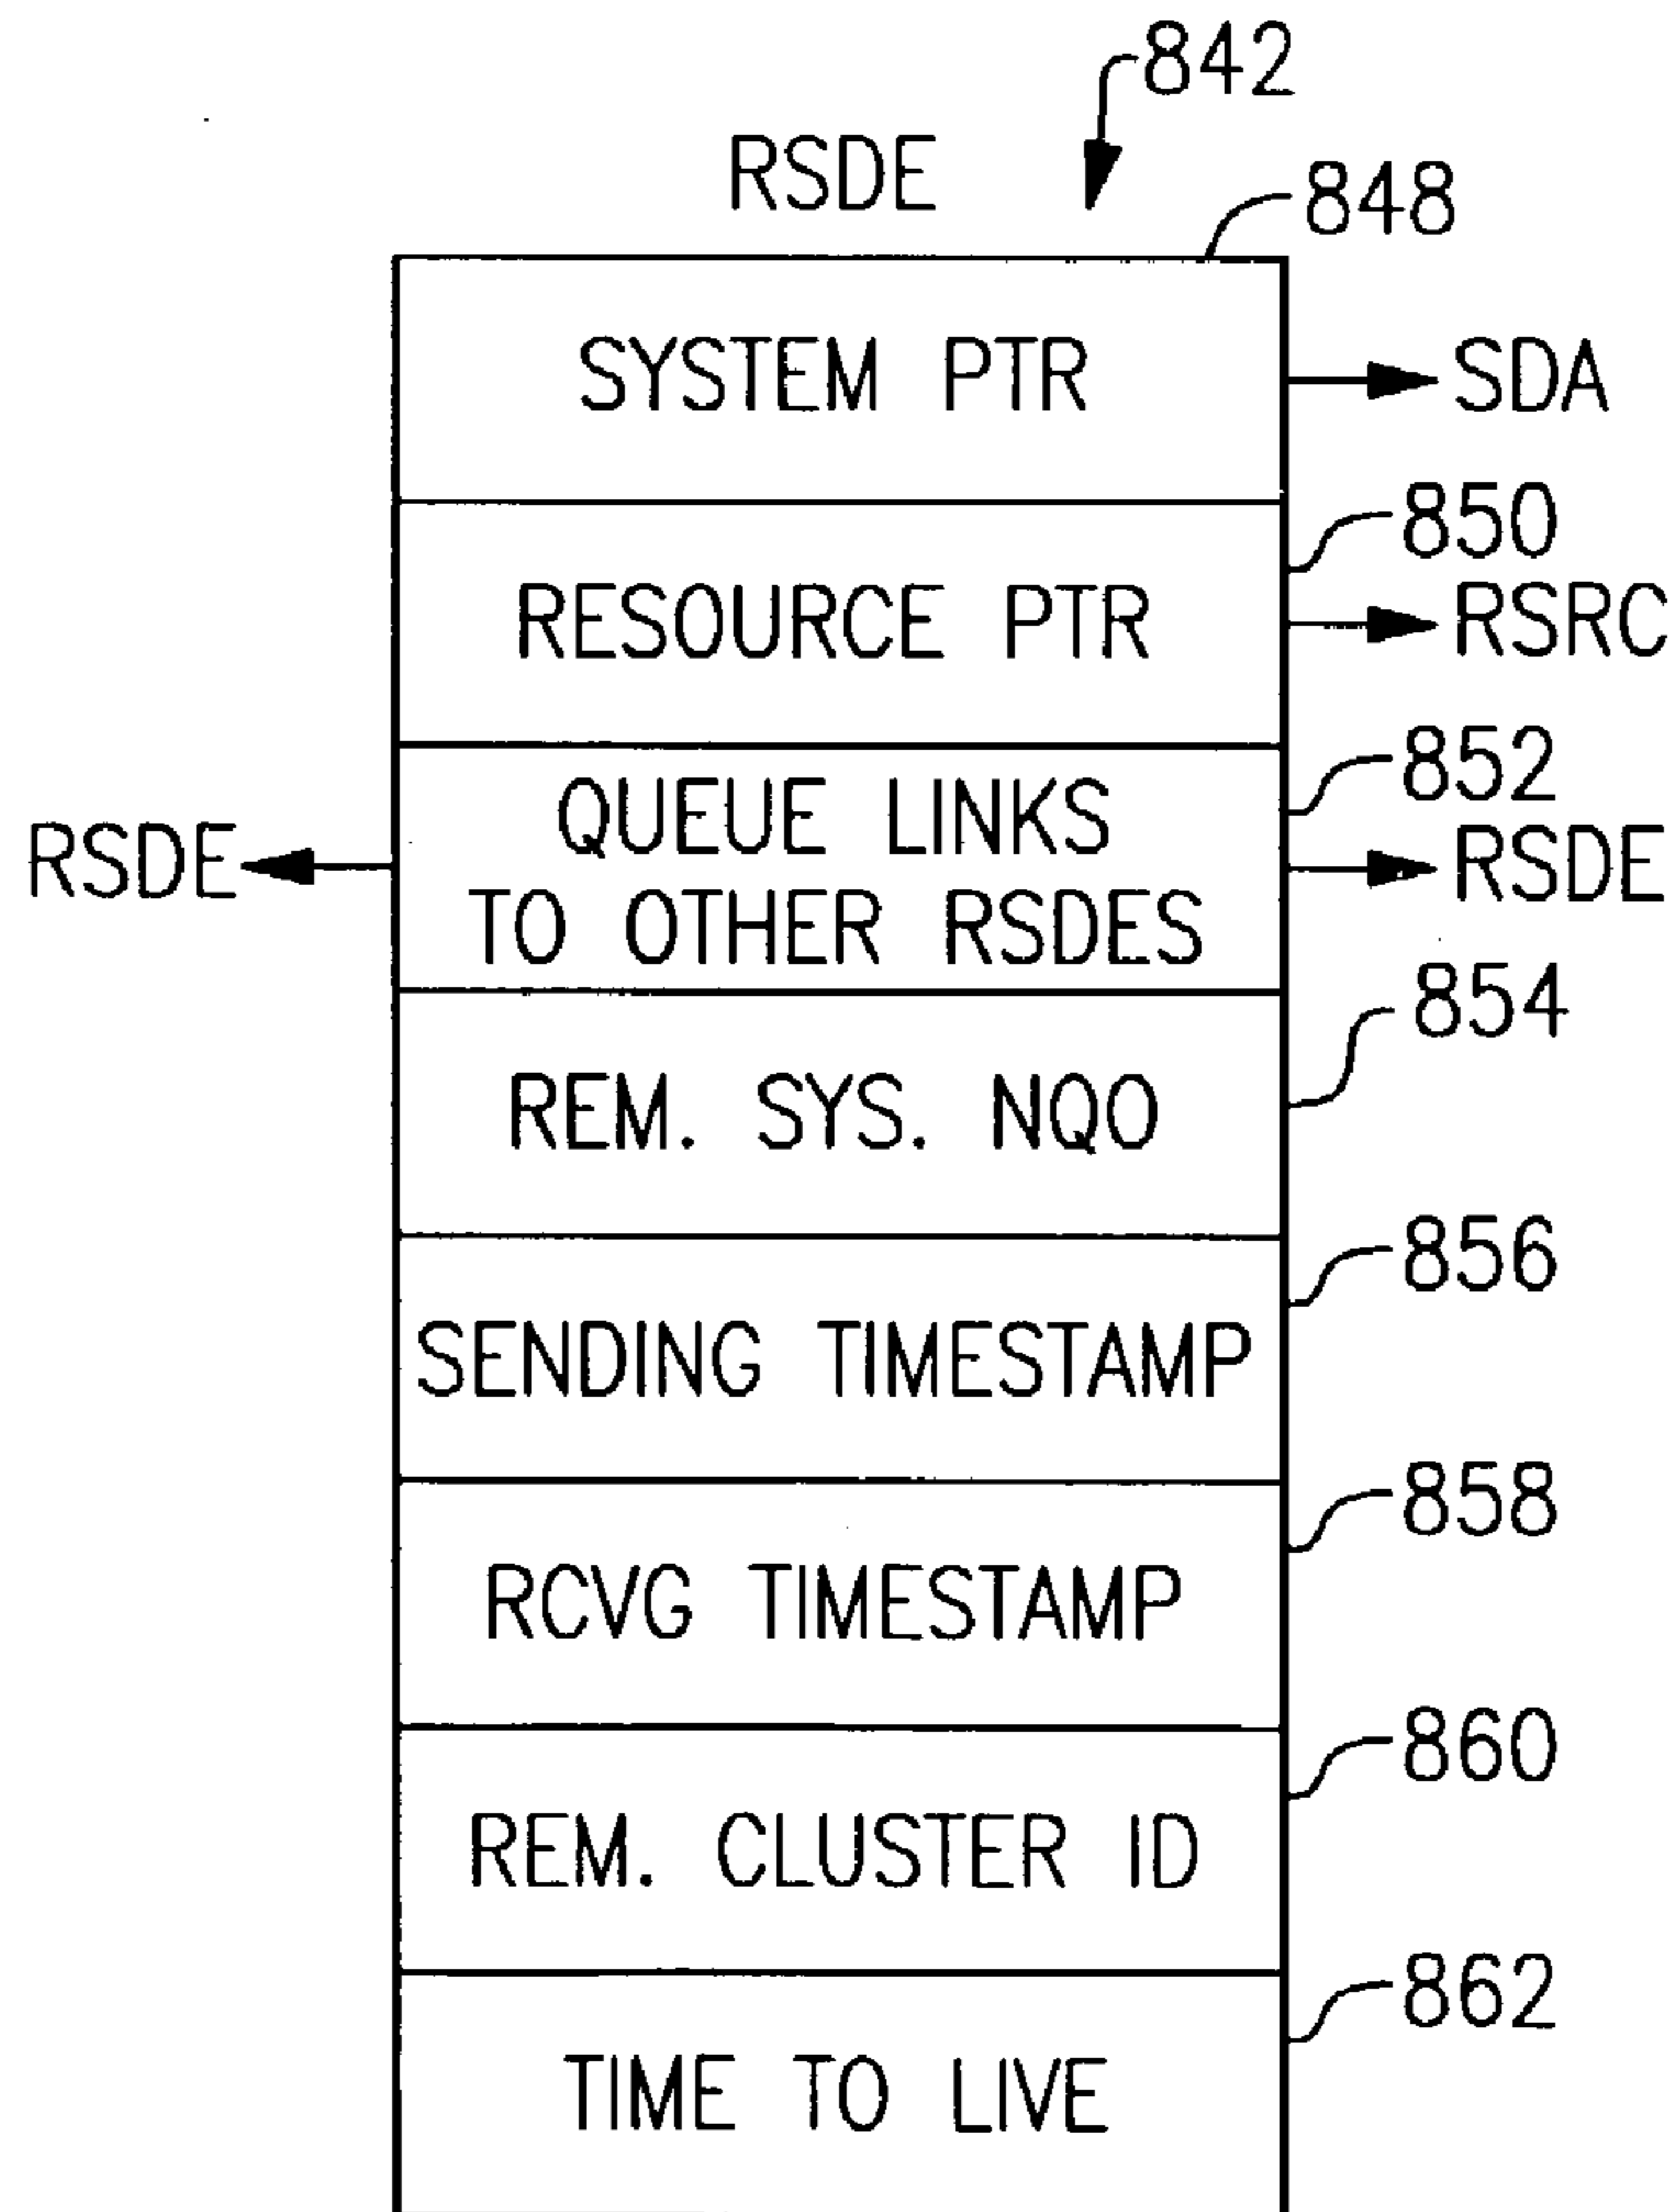 842
RSDE
848
SYSTEM PTR
SDA
850
RESOURCE PTR
RSRC
852
QUEUE LINKS
RSDE
RSDE
TO OTHER RSDES
854
REM. SYS. NQO
856
SENDING TIMESTAMP
858
RCVG TIMESTAMP
860
REM. CLUSTER ID
862
TIME TO LIVE